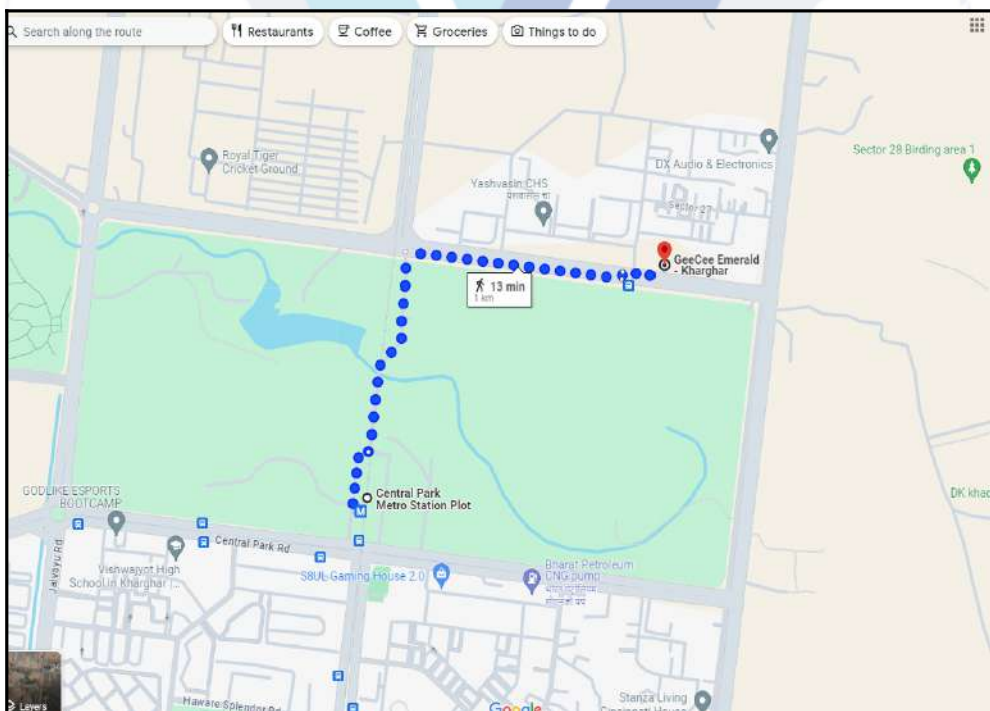 Search along the route
Restaurants
Coffee
Groceries
Things to do
Royal Tiger
Cricket Ground
DX Audio & Electronics
Sector 28 Birding area 1
Yashvasin CHS
Sector 27
GeeCee Emerald
- Kharghar
13 min
1 km
Central Park
Metro Station Plot
M
GODLIKE ESPORTS
BOOTCAMP
DK khad
Central Park Rd
Vishwajyot High
School in Kharghar |...
Jalvayu Rd
S8UL Gaming House 2.0
Bharat Petroleum
CNG pump
Haware Splendor Rd
Layers
Google
Stanza Living
Cincinnati House